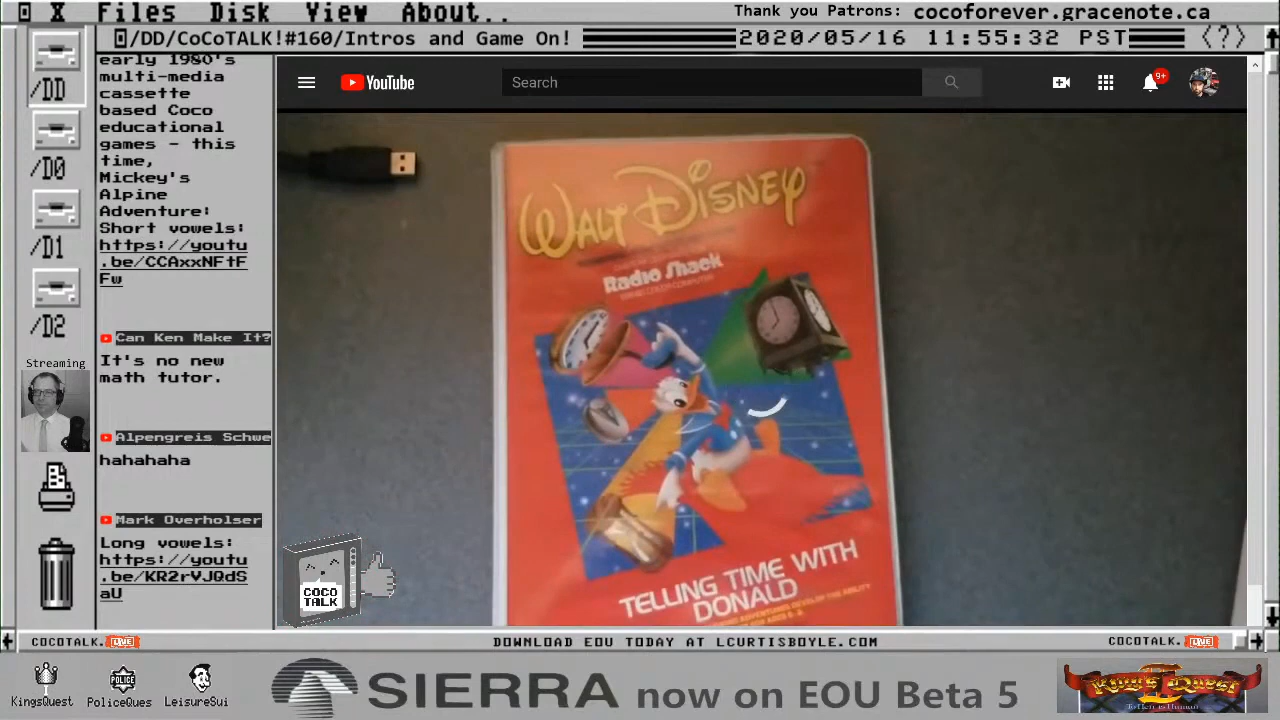 X Files Disk View About..
Thank you Patrons: cocoforever.gracenote.ca
/DD/CoCoTALK!#160/Intros and Game On!
2020/05/16 11:55:32 PST
(?)
/DD
/D0
/D1
/D2
Streaming
early 1980's
multi-media
cassette
based Coco
educational
games - this
time,
Mickey's
Alpine
Adventure:
Short vowels:
https://youtu
.be/CCAxxNFtF
Fw
Can Ken Make It?
It's no new
math tutor.
Alpengreis Schwe
hahahaha
Mark Overholser
Long vowels:
https://youtu
.be/KR2rVJQdS
aU
YouTube
Search
9+
WALT DISNEY
Radio Shack
TELLING TIME WITH
DONALD
COCO
TALK
COCOTALK.LIVE
DOWNLOAD EOU TODAY AT LCURTISBOYLE.COM
COCOTALK.LIVE
KingsQuest
POLICE
PoliceQues
LeisureSui
SIERRA now on EOU Beta 5
King's Quest
To Heir is Human